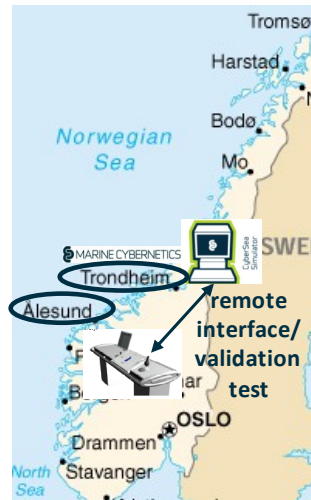 Tromsø
Harstad
Bodø
Norwegian
Sea
Mo
MARINE CYBERNETICS
CyberSea
Simulator
SWE
Trondheim
Ålesund
remote
interface/
validation
test
OSLO
Drammen
North
Sea
Stavanger